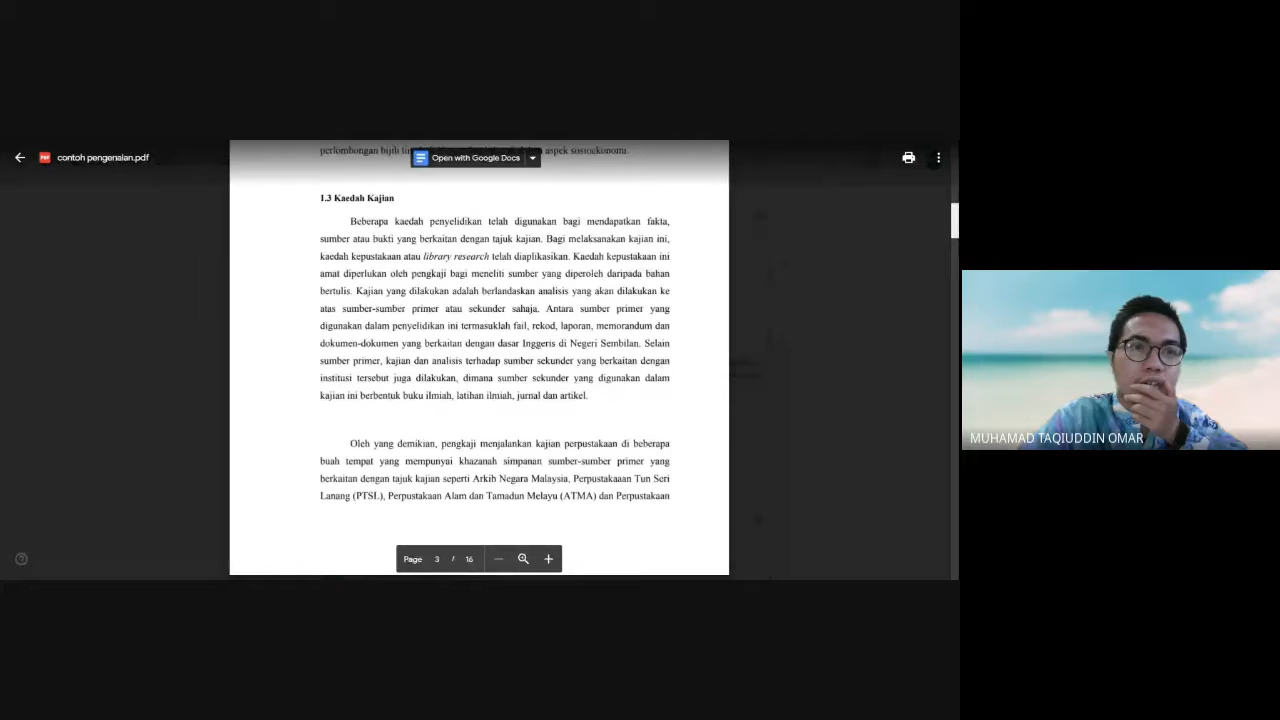 perlombongan bijih
aspek sosioekonomi.
contoh pengenalan.pdf
Open with Google Docs
1.3 Kaedah Kajian
Beberapa kaedah penyelidikan telah digunakan bagi mendapatkan fakta,
sumber atau bukti yang berkaitan dengan tajuk kajian. Bagi melaksanakan kajian ini,
kaedah kepustakaan atau library research telah diaplikasikan. Kaedah kepustakaan ini
amat diperlukan oleh pengkaji bagi meneliti sumber yang diperoleh daripada bahan
bertulis. Kajian yang dilakukan adalah berlandaskan analisis yang akan dilakukan ke
atas sumber-sumber primer atau sekunder sahaja. Antara sumber primer yang
digunakan dalam penyelidikan ini termasuklah fail, rekod, laporan, memorandum dan
dokumen-dokumen yang berkaitan dengan dasar Inggeris di Negeri Sembilan. Selain
sumber primer, kajian dan analisis terhadap sumber sekunder yang berkaitan dengan
institusi tersebut juga dilakukan, dimana sumber sekunder yang digunakan dalam
kajian ini berbentuk buku ilmiah, latihan ilmiah, jurnal dan artikel.
Oleh yang demikian, pengkaji menjalankan kajian perpustakaan di beberapa
buah tempat yang mempunyai khazanah simpanan sumber-sumber primer yang
berkaitan dengan tajuk kajian seperti Arkib Negara Malaysia, Perpustakaaan Tun Seri
Lanang (PTSL), Perpustakaan Alam dan Tamadun Melayu (ATMA) dan Perpustakaan
Page 3 / 16
MUHAMAD TAQIUDDIN OMAR